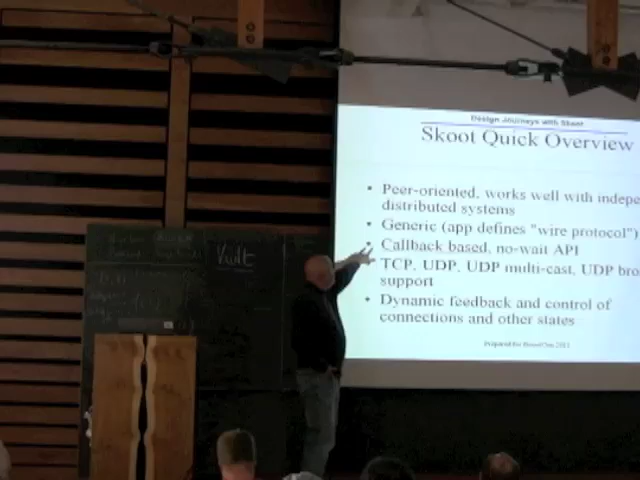 Design Journeys with Skoot
Skoot Quick Overview
• Peer-oriented, works well with indepe
distributed systems
• Generic (app defines "wire protocol")
• Callback based, no-wait API
TCP, UDP, UDP multi-cast, UDP bro
support
• Dynamic feedback and control of
connections and other states
Prepared for
Vault